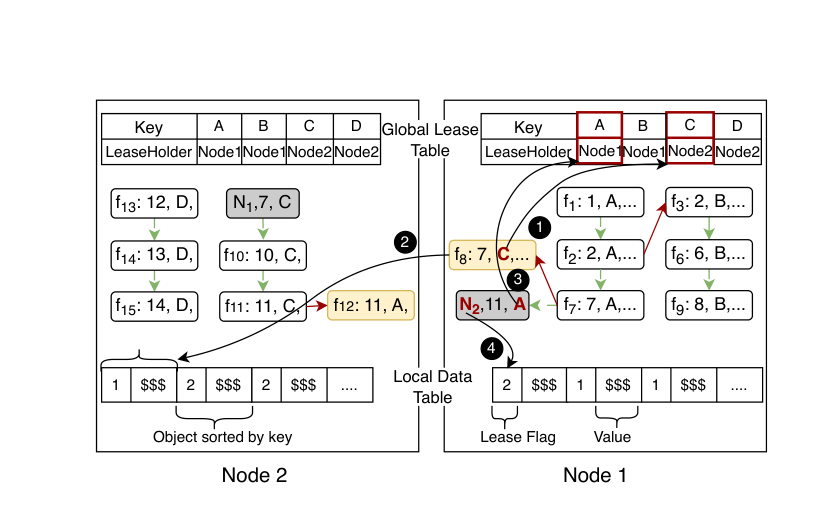 Key A B C D
LeaseHolder Node1 Node1 Node2 Node2
Global Lease
Table
Key A B C D
LeaseHolder Node1 Node1 Node2 Node2
f13: 12, D,
N1,7, C
f14: 13, D,
f10: 10, C,
f15: 14, D,
f11: 11, C,
f12: 11, A,
1
2
3
4
f1: 1, A,...
f3: 2, B,...
f8: 7, C,...
f2: 2, A,...
f6: 6, B,...
N2,11, A
f7: 7, A,...
f9: 8, B,...
1 $$$ 2 $$$ 2 $$$ ....
Local Data
Table
2 $$$ 1 $$$ 1 $$$ ....
Object sorted by key
Lease Flag
Value
Node 2
Node 1